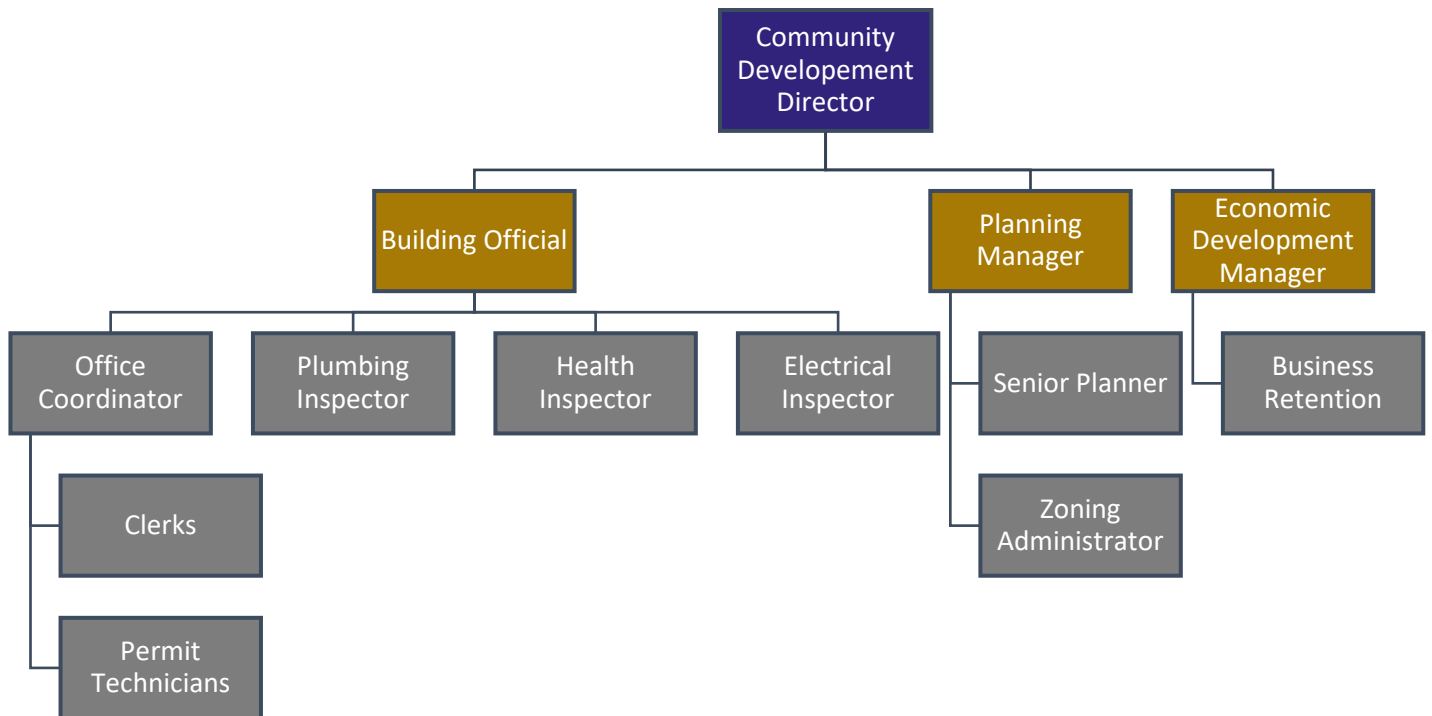 Community
Developement
Director
Building Official
Planning
Manager
Economic
Development
Manager
Office
Coordinator
Plumbing
Inspector
Health
Inspector
Electrical
Inspector
Senior Planner
Business
Retention
Clerks
Zoning
Administrator
Permit
Technicians